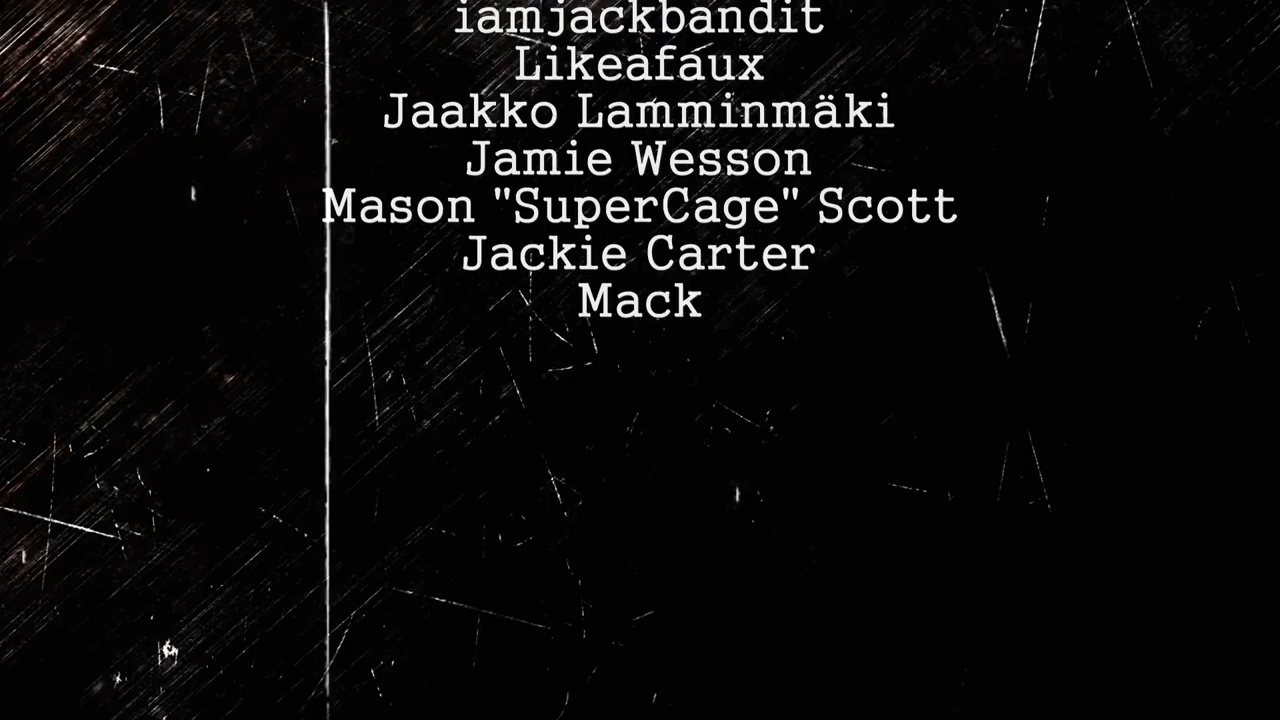 iamjackbandit
Likeafaux
Jaakko Lamminmäki
Jamie Wesson
Mason "SuperCage" Scott
Jackie Carter
Mack